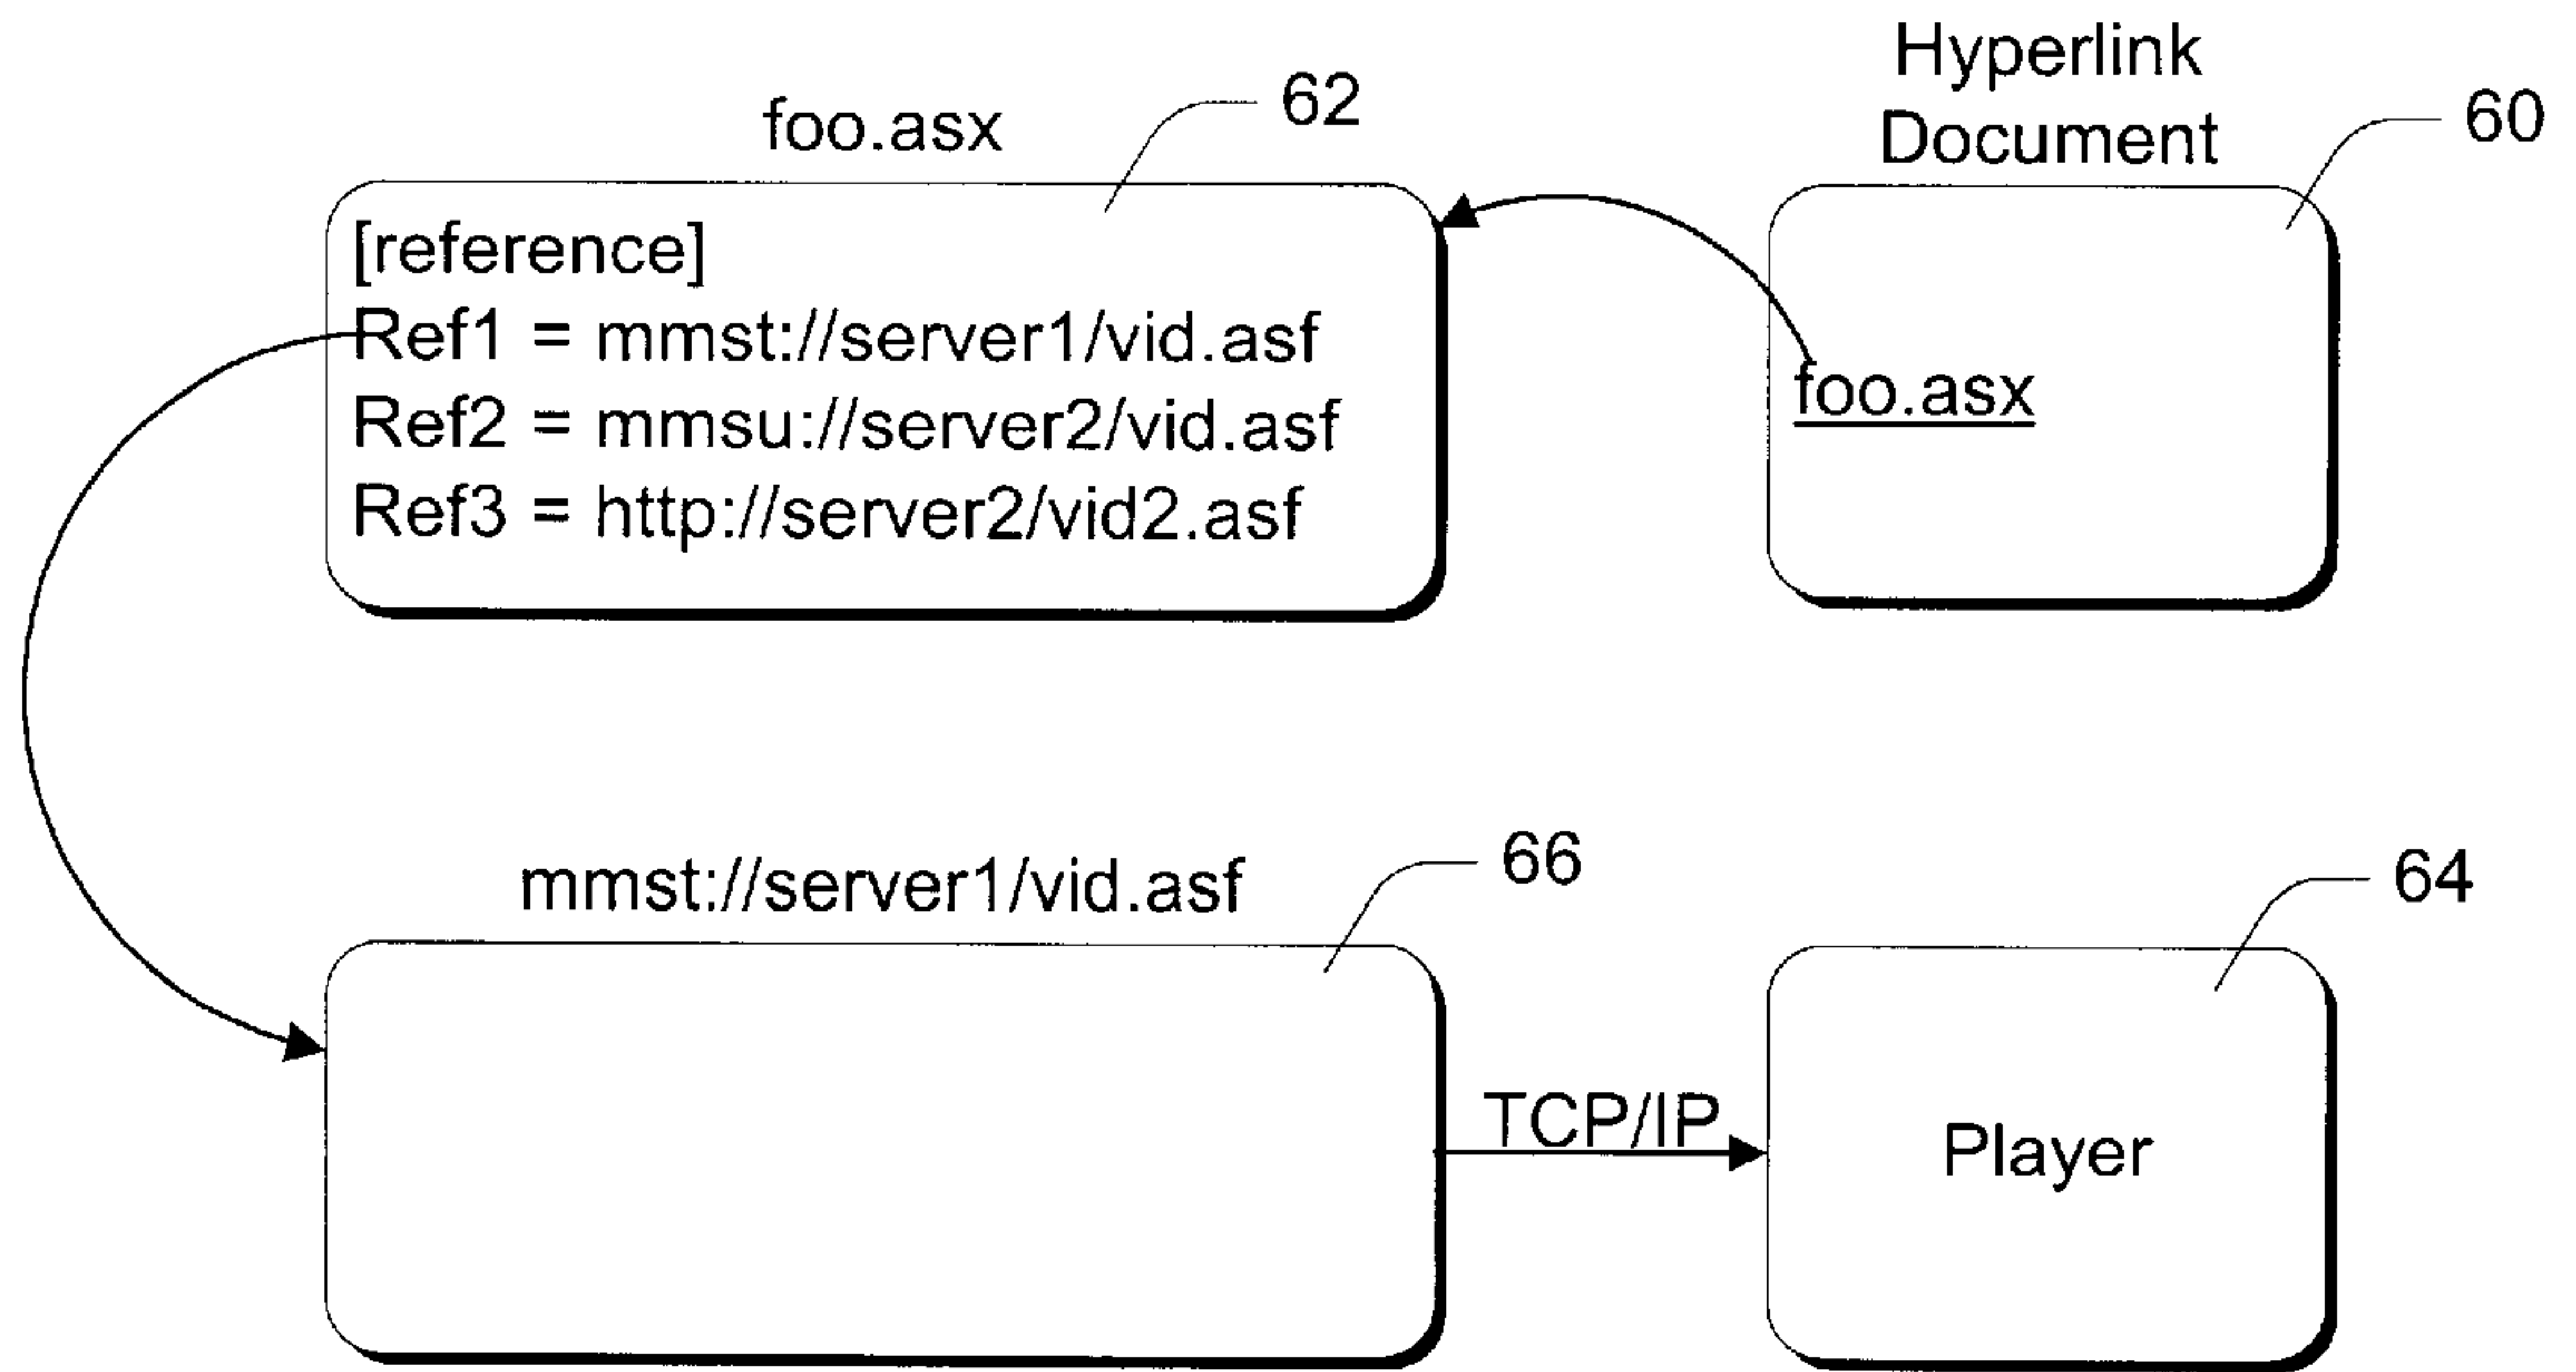 Hyperlink
Document
60
foo.asx
62
foo.asx
[reference]
Ref1 = mmst://server1/vid.asf
Ref2 = mmsu://server2/vid.asf
Ref3 = http://server2/vid2.asf
mmst://server1/vid.asf
66
64
TCP/IP
Player